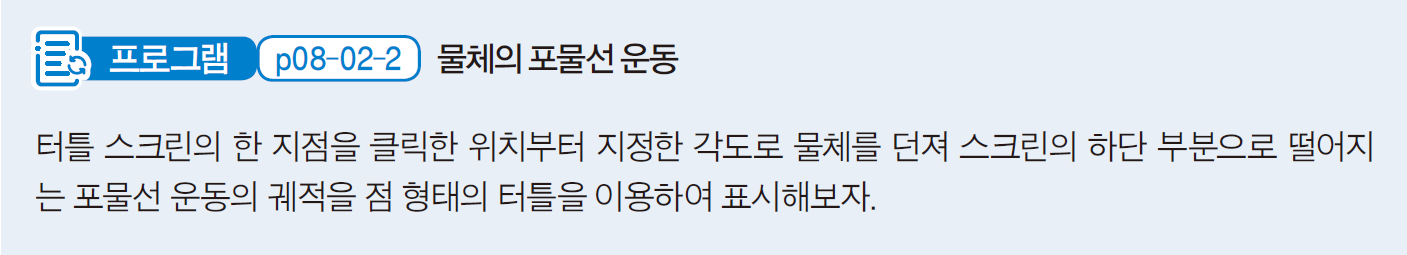 프로그램 p08-02-2 물체의 포물선 운동
터틀 스크린의 한 지점을 클릭한 위치부터 지정한 각도로 물체를 던져 스크린의 하단 부분으로 떨어지
는 포물선 운동의 궤적을 점 형태의 터틀을 이용하여 표시해보자.